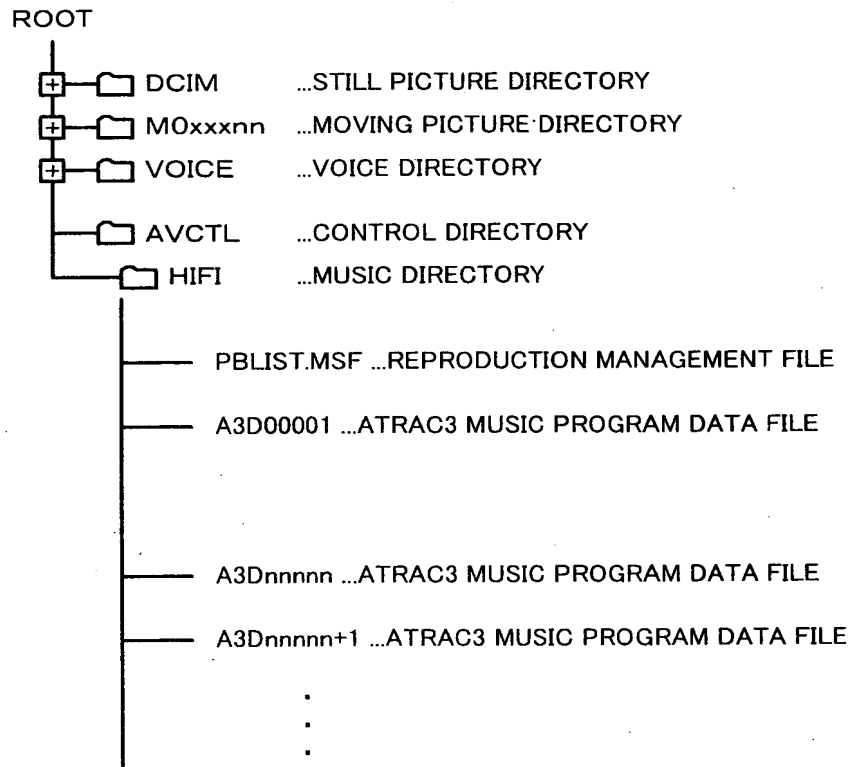 ROOT
DCIM ...STILL PICTURE DIRECTORY
MOxxxnn ...MOVING PICTURE DIRECTORY
VOICE ...VOICE DIRECTORY
AVCTL ...CONTROL DIRECTORY
HIFI ...MUSIC DIRECTORY
PBLIST.MSF ...REPRODUCTION MANAGEMENT FILE
A3D00001 ...ATRAC3 MUSIC PROGRAM DATA FILE
A3Dnnnnn ...ATRAC3 MUSIC PROGRAM DATA FILE
A3Dnnnnn+1 ...ATRAC3 MUSIC PROGRAM DATA FILE